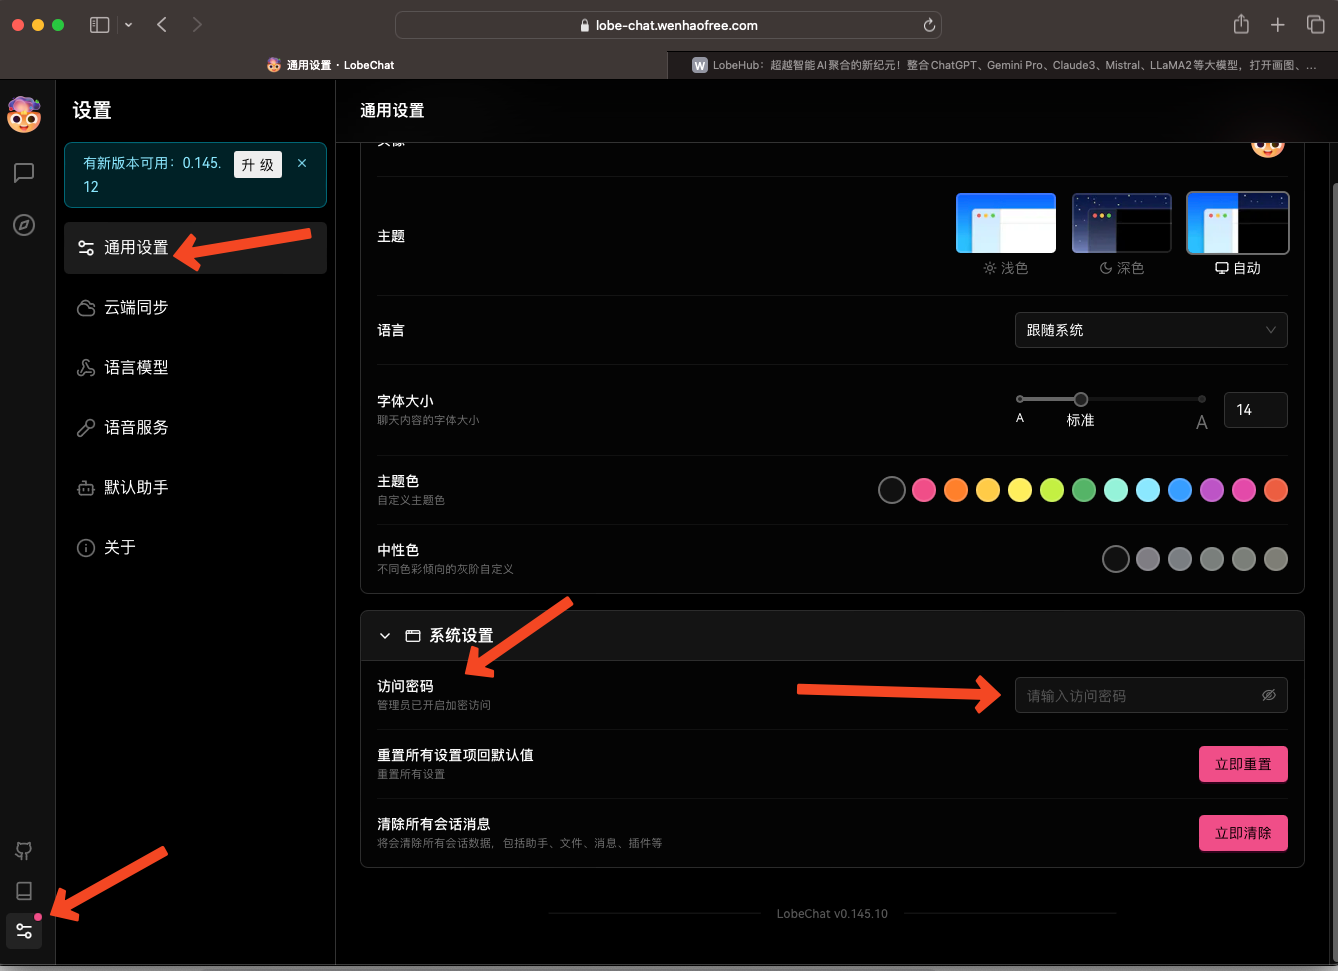 lobe-chat.wenhaofree.com
通用设置 · LobeChat
W LobeHub：超越智能AI聚合的新纪元！整合ChatGPT、Gemini Pro、Claude3、Mistral、LLaMA2等大模型，打开画图、...
设置
有新版本可用：0.145.
12
升 级
通用设置
云端同步
语言模型
语音服务
默认助手
关于
通用设置
头像
主题
浅色
深色
自动
语言
跟随系统
字体大小
聊天内容的字体大小
A
标准
A
14
主题色
自定义主题色
中性色
不同色彩倾向的灰阶自定义
系统设置
访问密码
管理员已开启加密访问
请输入访问密码
重置所有设置项回默认值
重置所有设置
立即重置
清除所有会话消息
将会清除所有会话数据，包括助手、文件、消息、插件等
立即清除
LobeChat v0.145.10